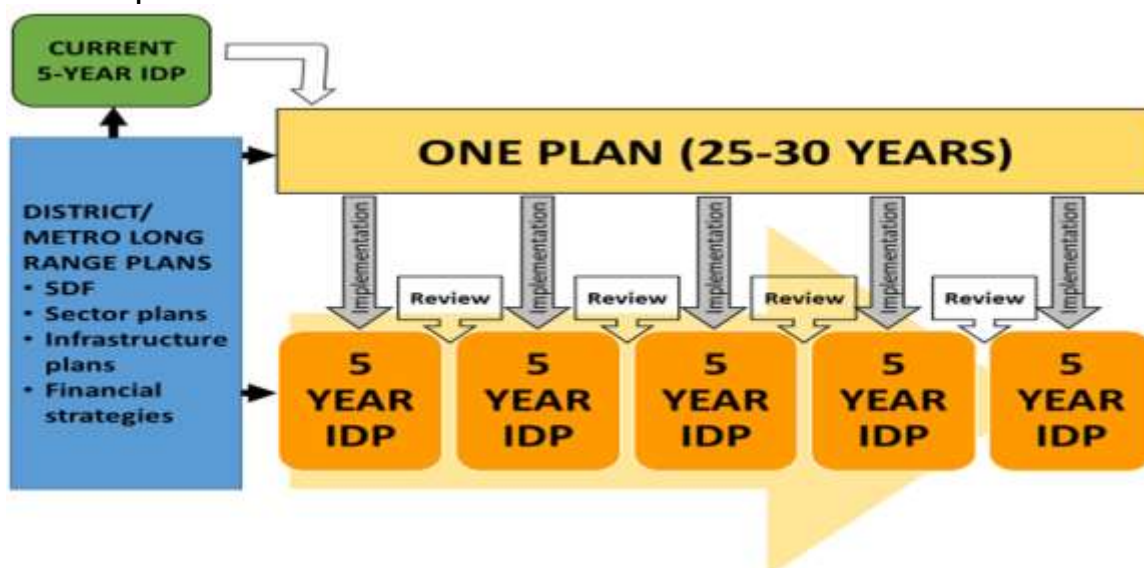 CURRENT
5-YEAR IDP
ONE PLAN (25-30 YEARS)
DISTRICT/
METRO LONG
RANGE PLANS
• SDF
• Sector plans
• Infrastructure
plans
• Financial
strategies
Implementation
Implementation
Implementation
Implementation
Implementation
Review
Review
Review
Review
5
YEAR
IDP
5
YEAR
IDP
5
YEAR
IDP
5
YEAR
IDP
5
YEAR
IDP